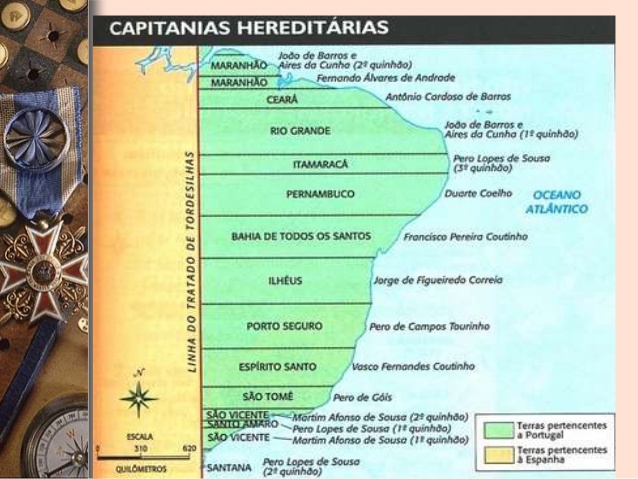 CAPITANIAS HEREDITÁRIAS
João de Barros e
Aires da Cunha (2º quinhão)
MARANHÃO
Fernando Álvares de Andrade
MARANHÃO
Antônio Cardoso de Barros
CEARÁ
João de Barros e
Aires da Cunha (1º quinhão)
RIO GRANDE
Pero Lopes de Sousa
(3º quinhão)
ITAMARACÁ
Duarte Coelho
PERNAMBUCO
OCEANO
ATLÂNTICO
LINHA DO TRATADO DE TORDESILHAS
BAHIA DE TODOS OS SANTOS
Francisco Pereira Coutinho
ILHÉUS
Jorge de Figueiredo Correia
PORTO SEGURO
Pero de Campos Tourinho
ESPÍRITO SANTO
Vasco Fernandes Coutinho
SÃO TOMÉ
Pero de Góis
SÃO VICENTE
Martim Afonso de Sousa (2º quinhão)
SANTO AMARO
Pero Lopes de Sousa (1º quinhão)
SÃO VICENTE
Martim Afonso de Sousa (1º quinhão)
SANTANA
Pero Lopes de Sousa
(2º quinhão)
N
ESCALA
0 310 620
QUILÔMETROS
Terras pertencentes
a Portugal
Terras pertencentes
à Espanha